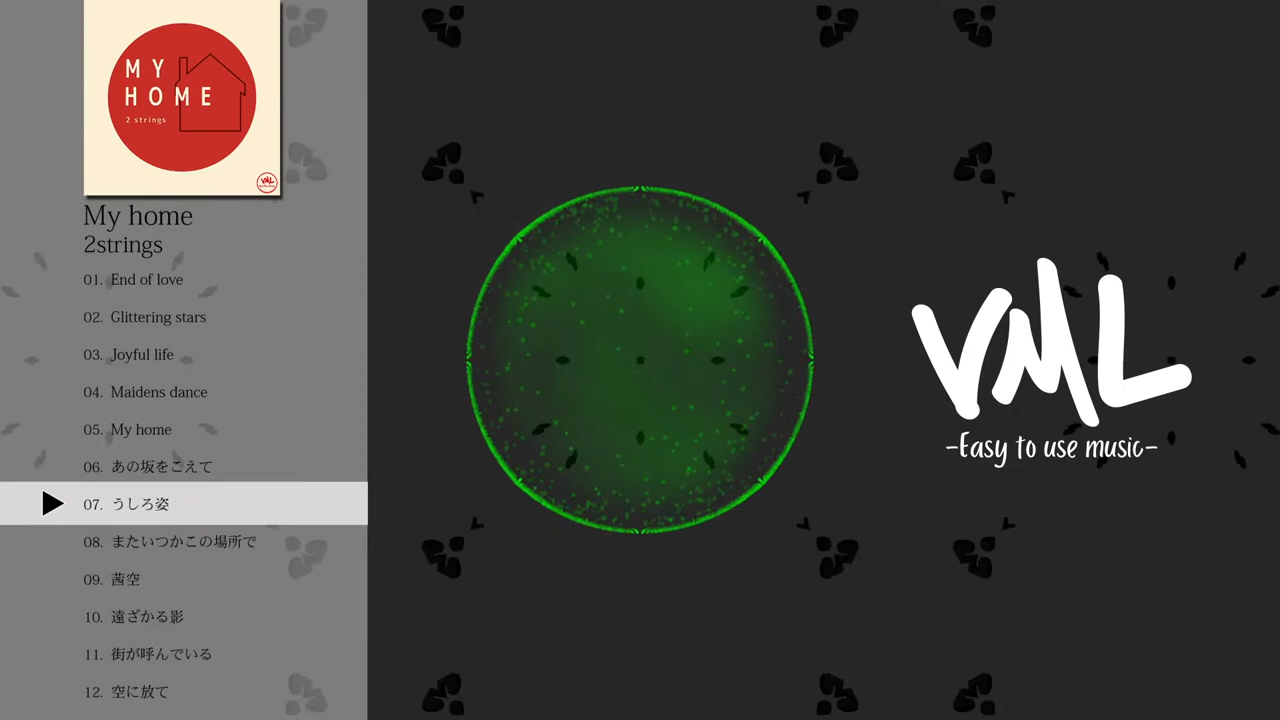 MY
HOME
2 strings
VML
My home
2strings
01. End of love
02. Glittering stars
03. Joyful life
04. Maidens dance
05. My home
06. あの坂をこえて
07. うしろ姿
08. またいつかこの場所で
09. 茜空
10. 遠ざかる影
11. 街が呼んでいる
12. 空に放て
VML
-Easy to use music-